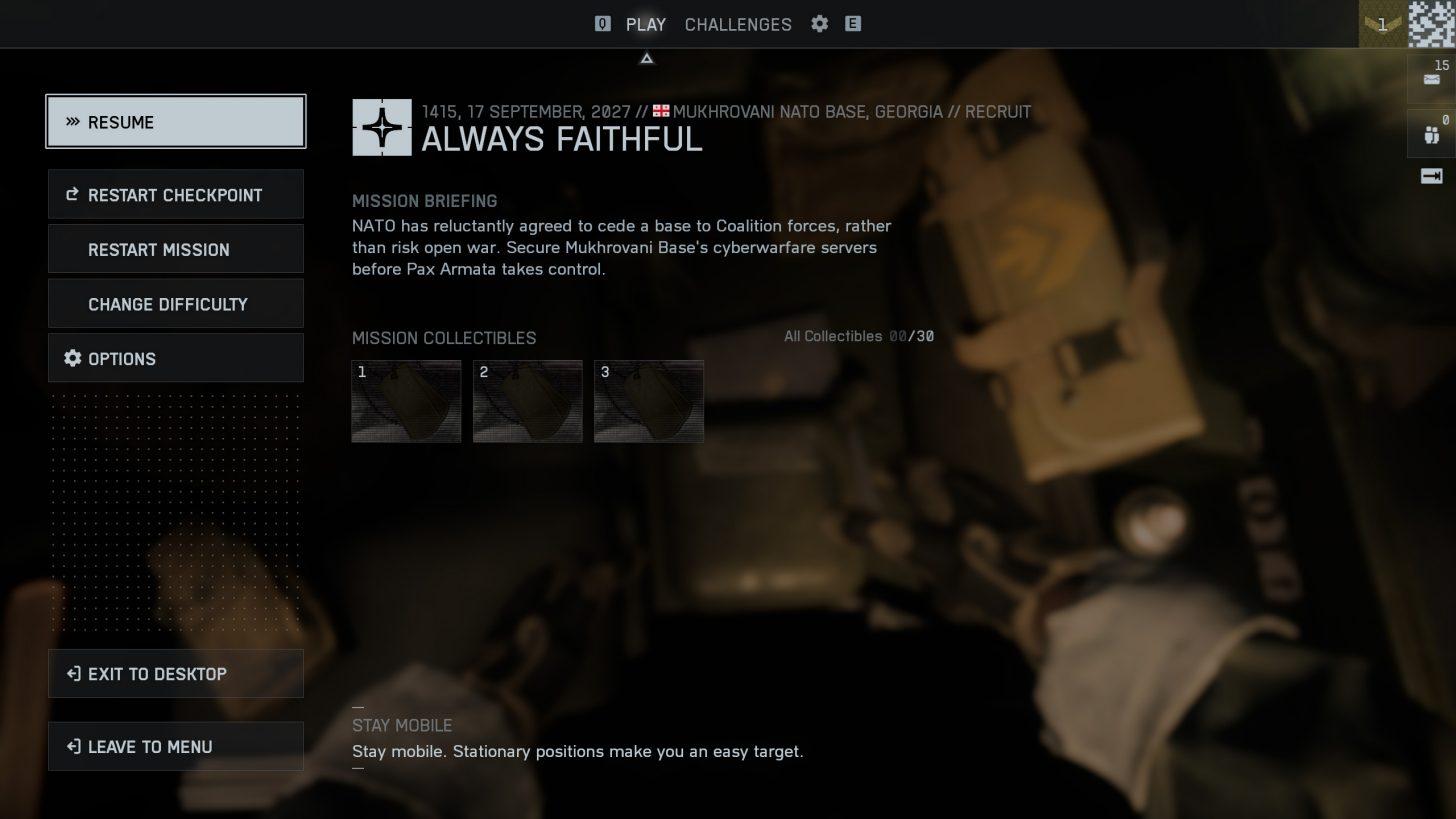 Q PLAY CHALLENGES E
1
15
0
RESUME
RESTART CHECKPOINT
RESTART MISSION
CHANGE DIFFICULTY
OPTIONS
EXIT TO DESKTOP
LEAVE TO MENU
1415, 17 SEPTEMBER, 2027 // MUKHROVANI NATO BASE, GEORGIA // RECRUIT
ALWAYS FAITHFUL
MISSION BRIEFING
NATO has reluctantly agreed to cede a base to Coalition forces, rather
than risk open war. Secure Mukhrovani Base's cyberwarfare servers
before Pax Armata takes control.
MISSION COLLECTIBLES
All Collectibles 00/30
1 2 3
STAY MOBILE
Stay mobile. Stationary positions make you an easy target.